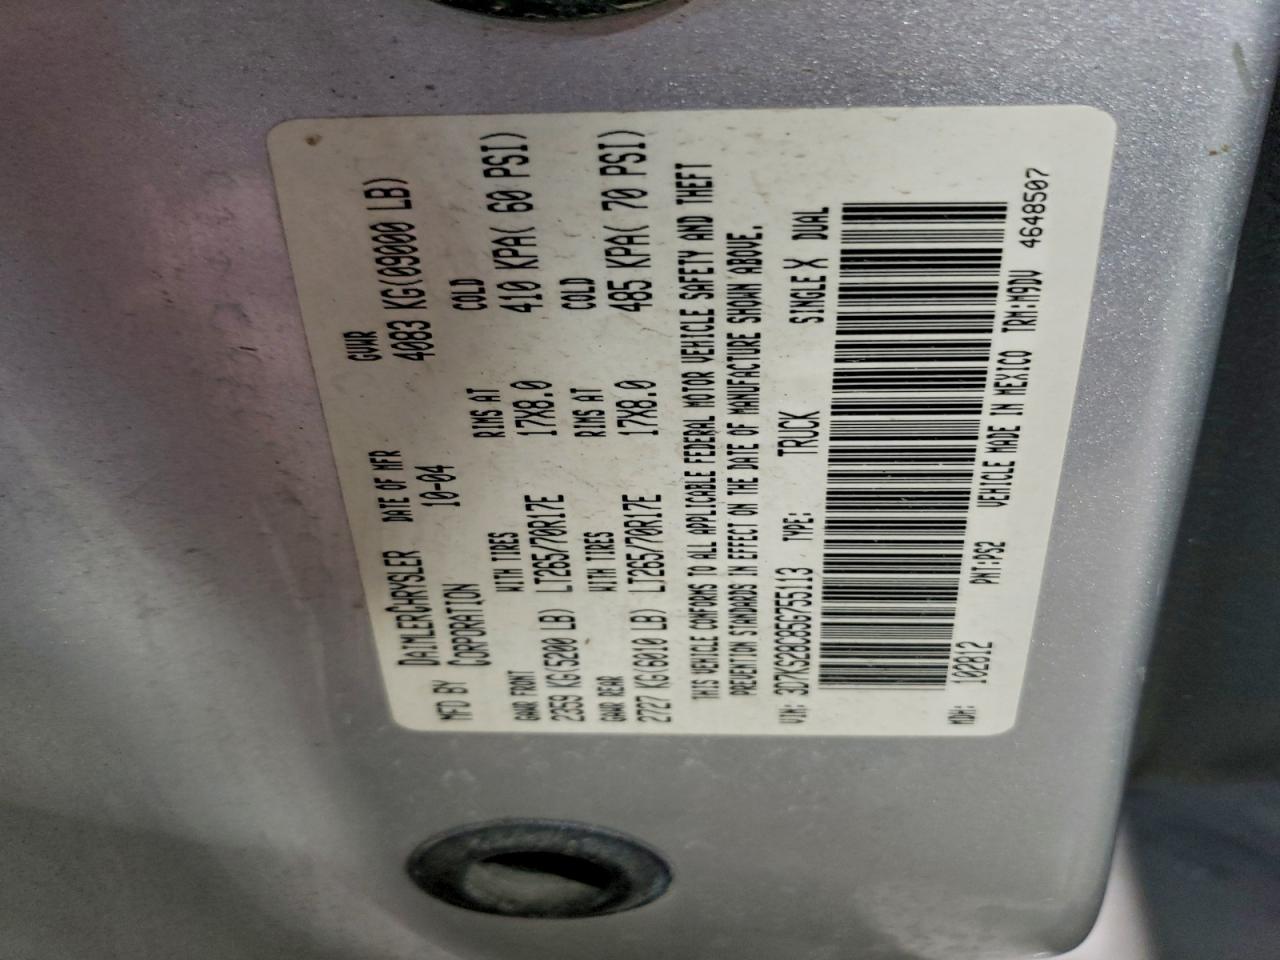 MFD BY DAIMLERCHRYSLER CORPORATION DATE OF MFR 10-04 GVWR 4083 KG(09000 LB)
GAWR FRONT WITH TIRES RIMS AT COLD
2359 KG(5200 LB) LT265/70R17E 17X8.0 410 KPA( 60 PSI)
GAWR REAR WITH TIRES RIMS AT COLD
2727 KG(6010 LB) LT265/70R17E 17X8.0 485 KPA( 70 PSI)
THIS VEHICLE CONFORMS TO ALL APPLICABLE FEDERAL MOTOR VEHICLE SAFETY AND THEFT
PREVENTION STANDARDS IN EFFECT ON THE DATE OF MANUFACTURE SHOWN ABOVE.
VIN: 3D7KS28C85G755113 TYPE: TRUCK SINGLE X DUAL
MDH: 102812 PNT:PS2 VEHICLE MADE IN MEXICO TRM:M9DV 4648507